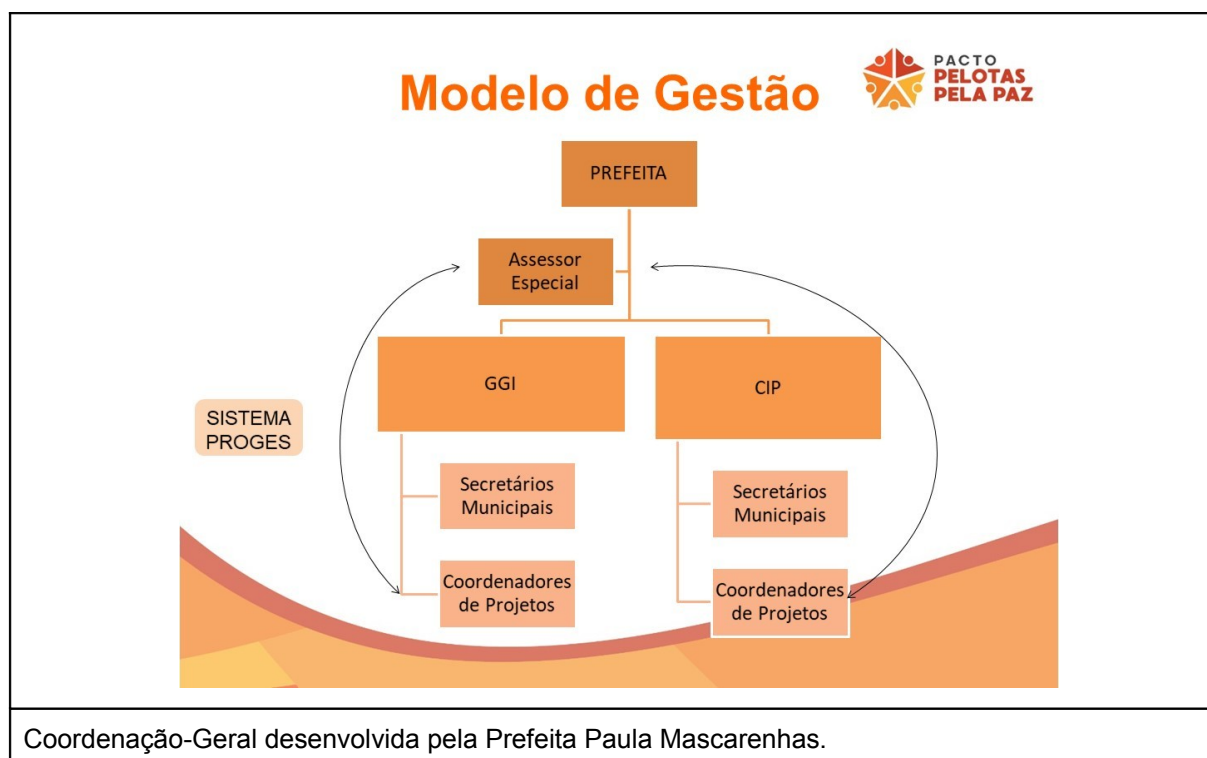 Modelo de Gestão
PACTO
PELOTAS
PELA PAZ
PREFEITA
Assessor
Especial
GGI
CIP
SISTEMA
PROGES
Secretários
Municipais
Secretários
Municipais
Coordenadores
de Projetos
Coordenadores
de Projetos
Coordenação-Geral desenvolvida pela Prefeita Paula Mascarenhas.